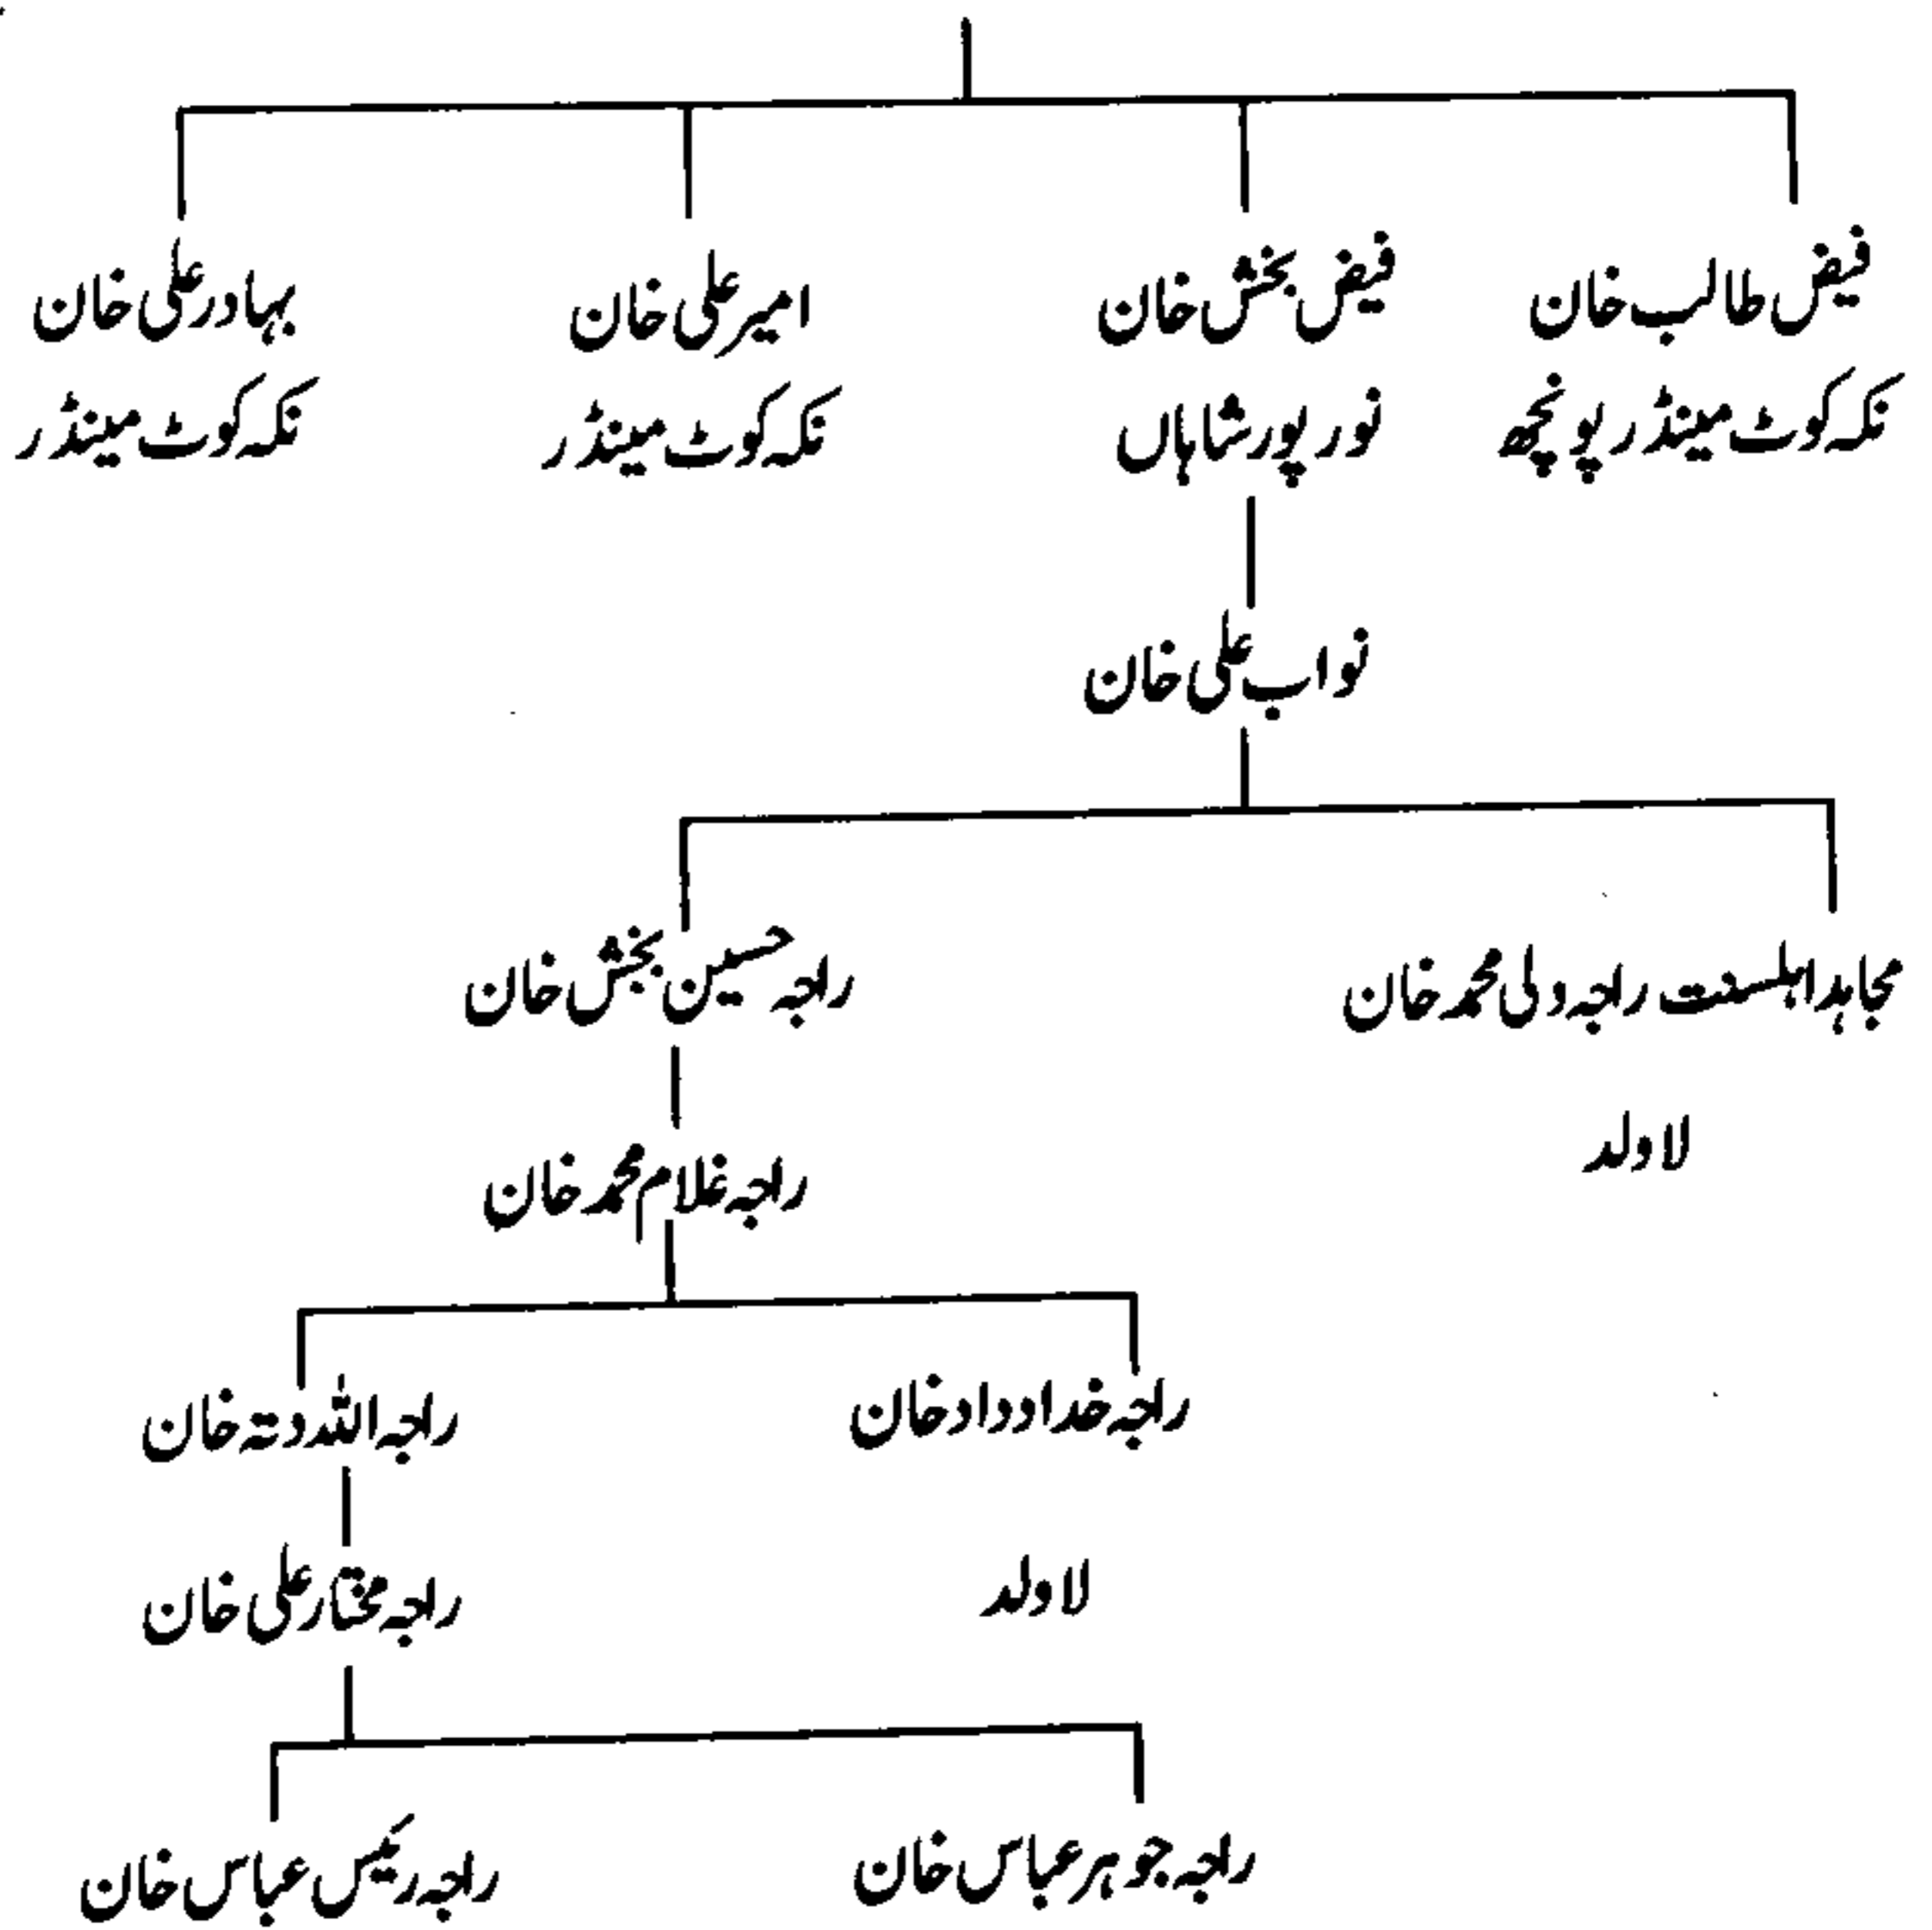 فیض طالب خان
نکہ کوٹ مینڈر پونچھ
فیض بخش خان
نور پور شاہاں
امیر علی خان
نکہ کوٹ مینڈر
بہادر علی خان
نکہ کوٹ مینڈر
نواب علی خان
مجاہد اہلسنت راجہ ولی محمد خان
لاولد
راجہ حسین بخش خان
راجہ غلام محمد خان
راجہ خداداد خان
لاولد
راجہ اللہ دتہ خان
راجہ مختار علی خان
راجہ جوہر عباس خان
راجہ رئیس عباس خان